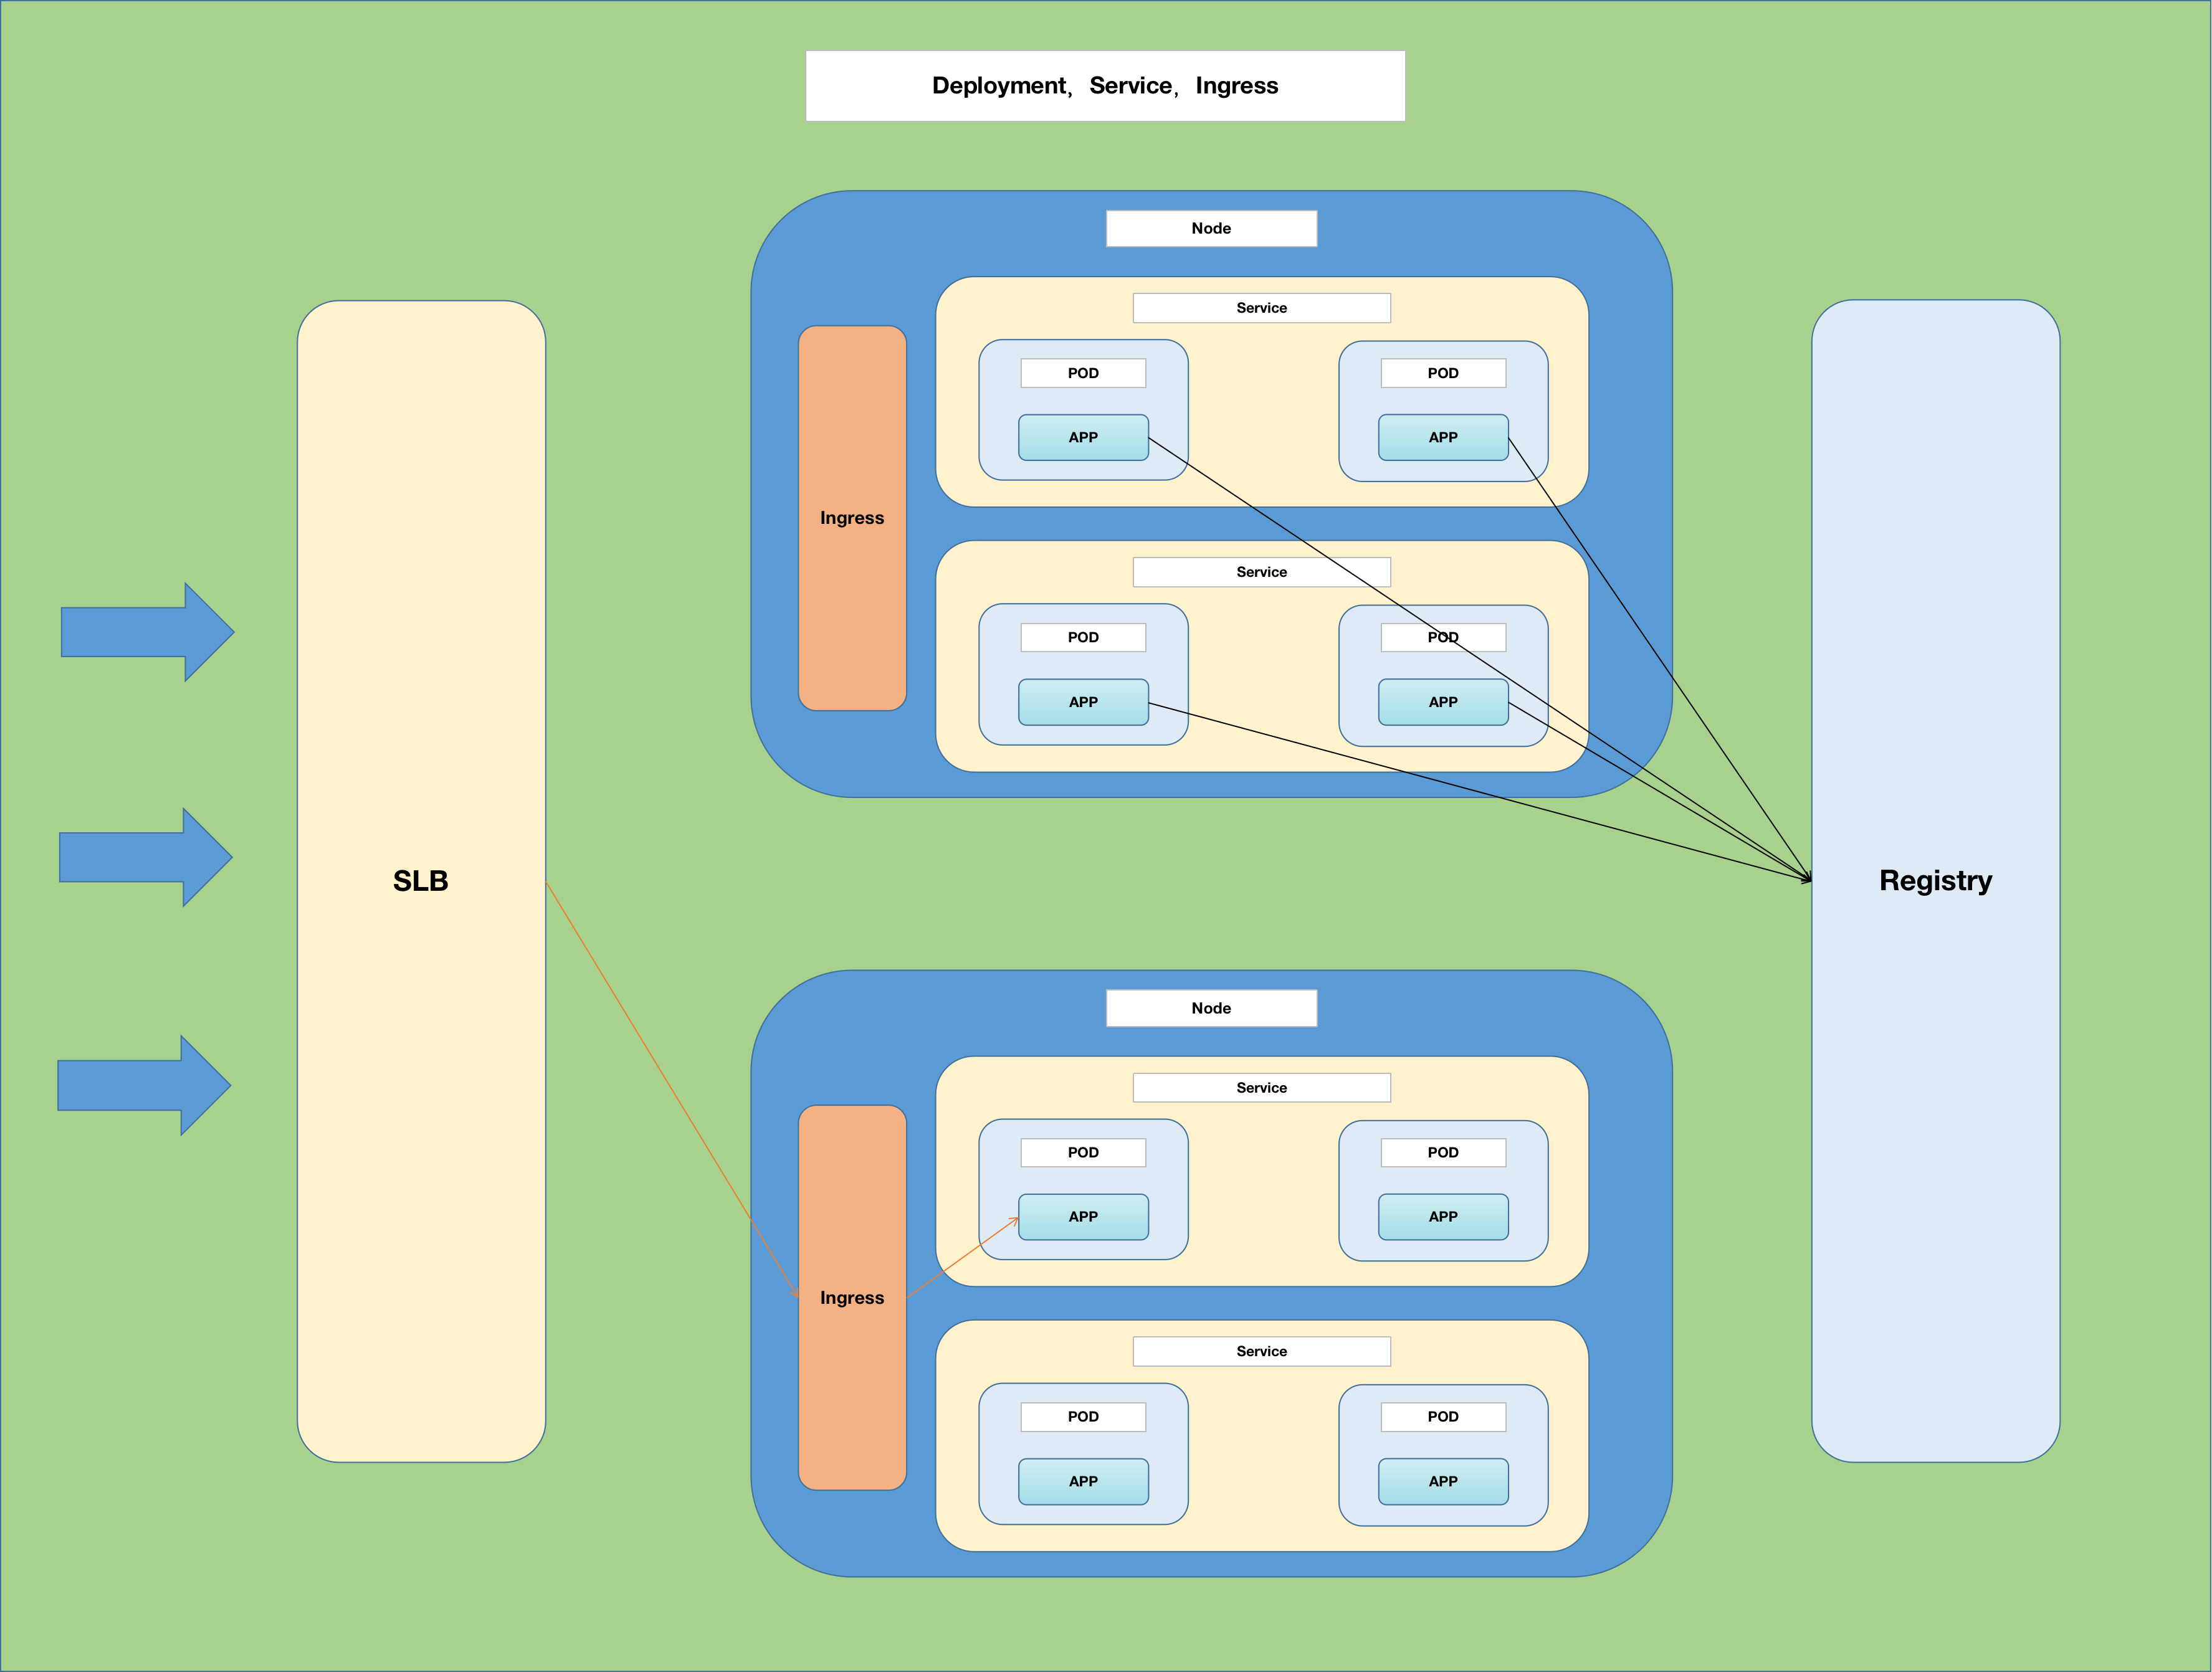 Deployment，Service，Ingress
SLB
Node
Ingress
Service
POD
APP
POD
APP
Service
POD
APP
POD
APP
Node
Ingress
Service
POD
APP
POD
APP
Service
POD
APP
POD
APP
Registry